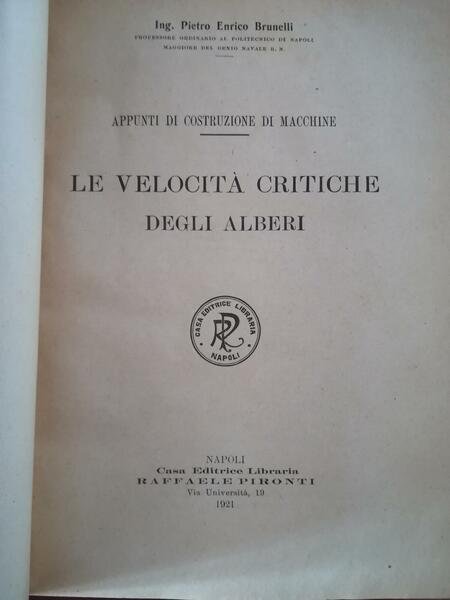 Ing. Pietro Enrico Brunelli
PROFESSORE ORDINARIO AL POLITECNICO DI NAPOLI
MAGGIORE DEL GENIO NAVALE R. N.
APPUNTI DI COSTRUZIONE DI MACCHINE
LE VELOCITÀ CRITICHE
DEGLI ALBERI
CASA EDITRICE LIBRARIA
RP
NAPOLI
NAPOLI
Casa Editrice Libraria
RAFFAELE PIRONTI
Via Università, 19
1921